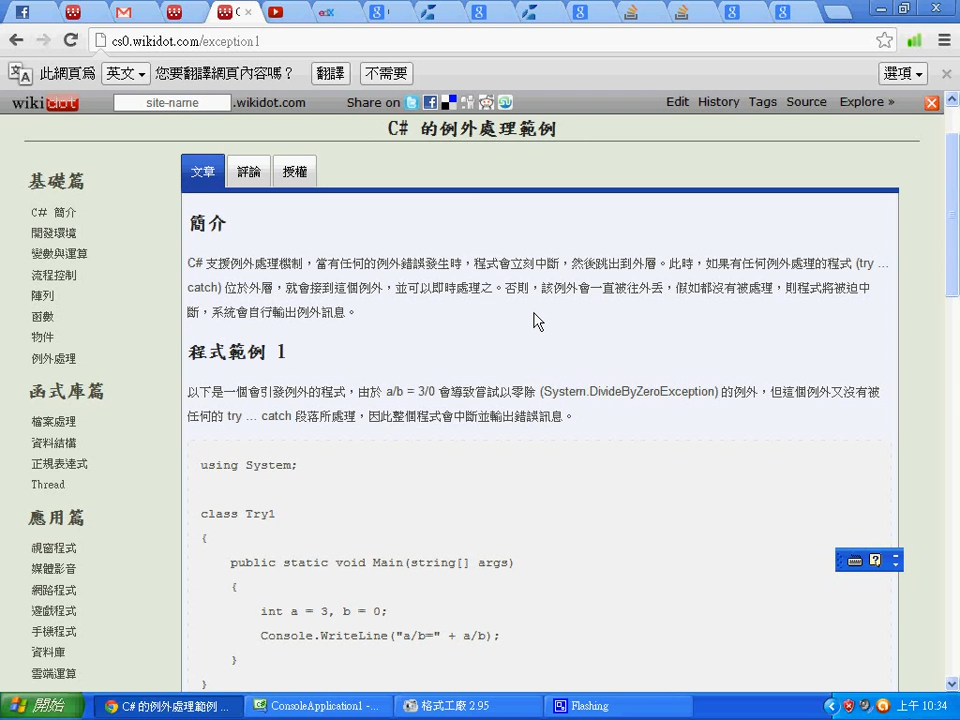 cs0.wikidot.com/exception1
此網頁為 英文 您要翻譯網頁內容嗎？ 翻譯 不需要 選項
wikidot site-name .wikidot.com Share on Edit History Tags Source Explore »
C# 的例外處理範例
文章 評論 授權
基礎篇
C# 簡介
開發環境
變數與運算
流程控制
陣列
函數
物件
例外處理
函式庫篇
檔案處理
資料結構
正規表達式
Thread
應用篇
視窗程式
媒體影音
網路程式
遊戲程式
手機程式
資料庫
雲端運算
簡介
C# 支援例外處理機制，當有任何的例外錯誤發生時，程式會立刻中斷，然後跳出到外層。此時，如果有任何例外處理的程式 (try …
catch) 位於外層，就會接到這個例外，並可以即時處理之。否則，該例外會一直被往外丟，假如都沒有被處理，則程式將被迫中
斷，系統會自行輸出例外訊息。
程式範例 1
以下是一個會引發例外的程式，由於 a/b = 3/0 會導致嘗試以零除 (System.DivideByZeroException) 的例外，但這個例外又沒有被
任何的 try … catch 段落所處理，因此整個程式會中斷並輸出錯誤訊息。
using System;
class Try1
{
public static void Main(string[] args)
{
int a = 3, b = 0;
Console.WriteLine("a/b=" + a/b);
}
}
開始 C# 的例外處理範例 ... ConsoleApplication1 -... 格式工廠 2.95 Flashing 上午 10:34